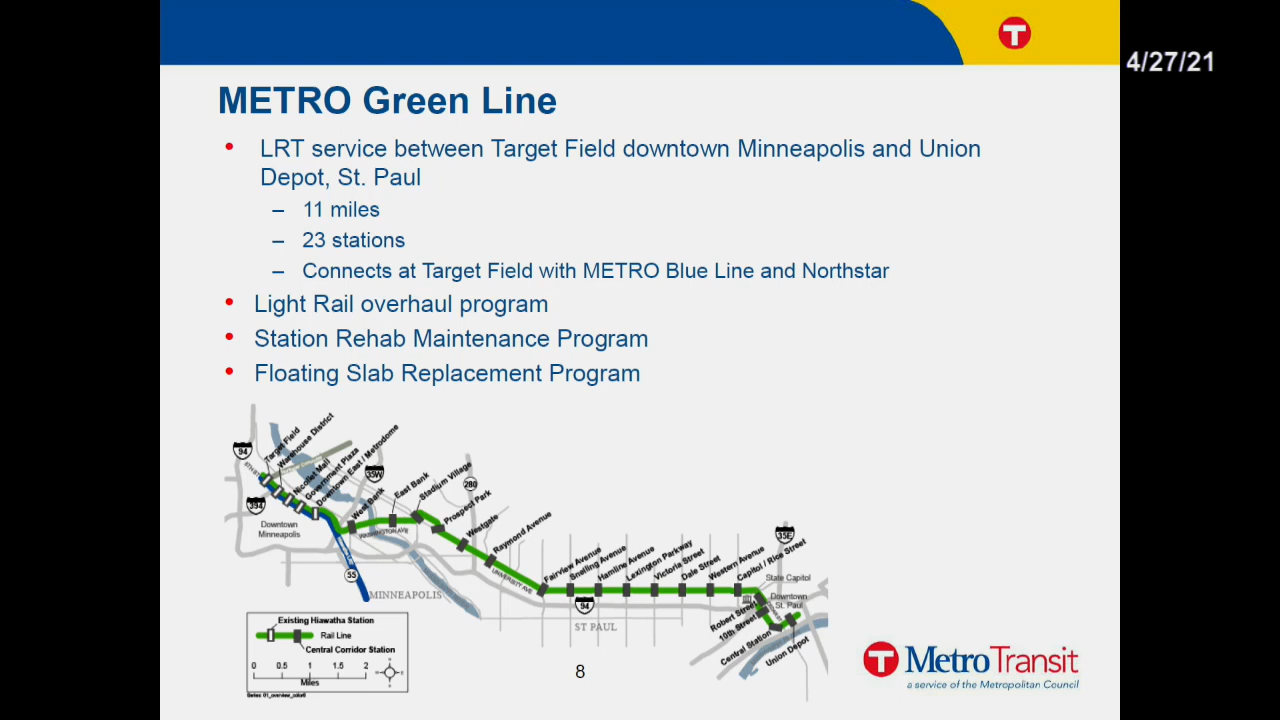 T
4/27/21
METRO Green Line
• LRT service between Target Field downtown Minneapolis and Union
Depot, St. Paul
– 11 miles
– 23 stations
– Connects at Target Field with METRO Blue Line and Northstar
• Light Rail overhaul program
• Station Rehab Maintenance Program
• Floating Slab Replacement Program
94
394
Target Field
Warehouse District
Nicollet Mall
Government Plaza
Downtown East / Metrodome
35W
West Bank
East Bank
Stadium Village
280
Prospect Park
Westgate
Raymond Avenue
Fairview Avenue
Snelling Avenue
Hamline Avenue
Lexington Parkway
Victoria Street
Dale Street
Western Avenue
Capitol / Rice Street
35E
Downtown
Minneapolis
WASHINGTON AVE
UNIVERSITY AVE
55
MINNEAPOLIS
94
ST PAUL
State Capitol
Downtown
St. Paul
Robert Street
10th Street
Central Station
Union Depot
Existing Hiawatha Station
Rail Line
Central Corridor Station
0 0.5 1 1.5 2
Miles
8
T MetroTransit
a service of the Metropolitan Council